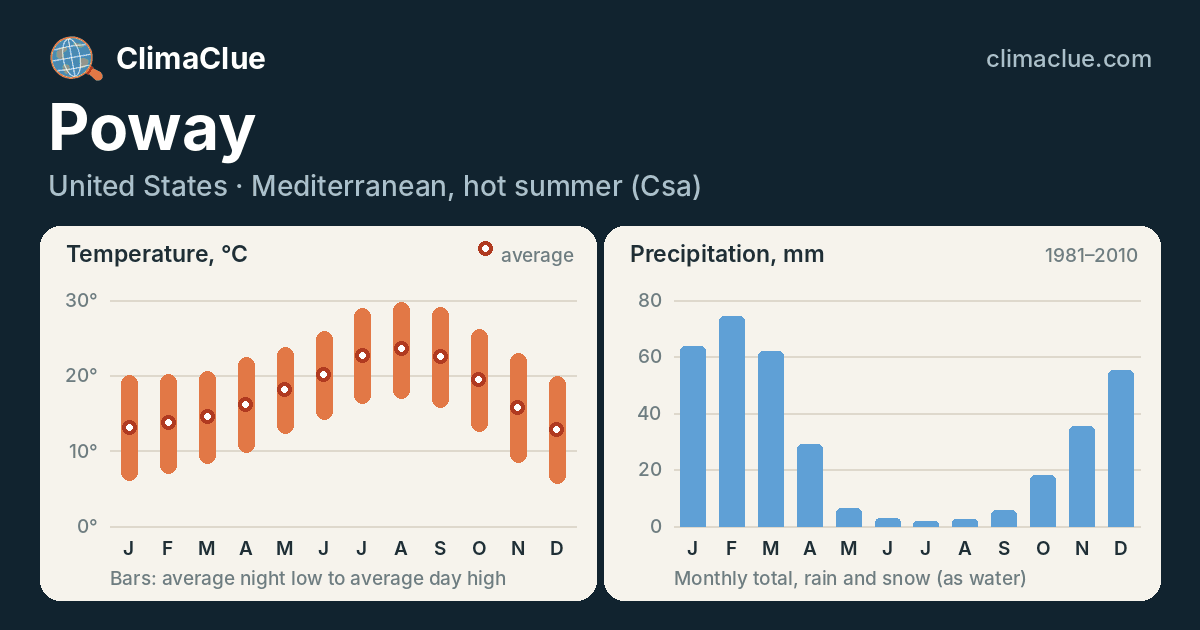 ClimaClue
climaclue.com
Poway
United States · Mediterranean, hot summer (Csa)
Temperature, °C
average
30°
20°
10°
0°
J F M A M J J A S O N D
Bars: average night low to average day high
Precipitation, mm
1981–2010
80
60
40
20
0
J F M A M J J A S O N D
Monthly total, rain and snow (as water)